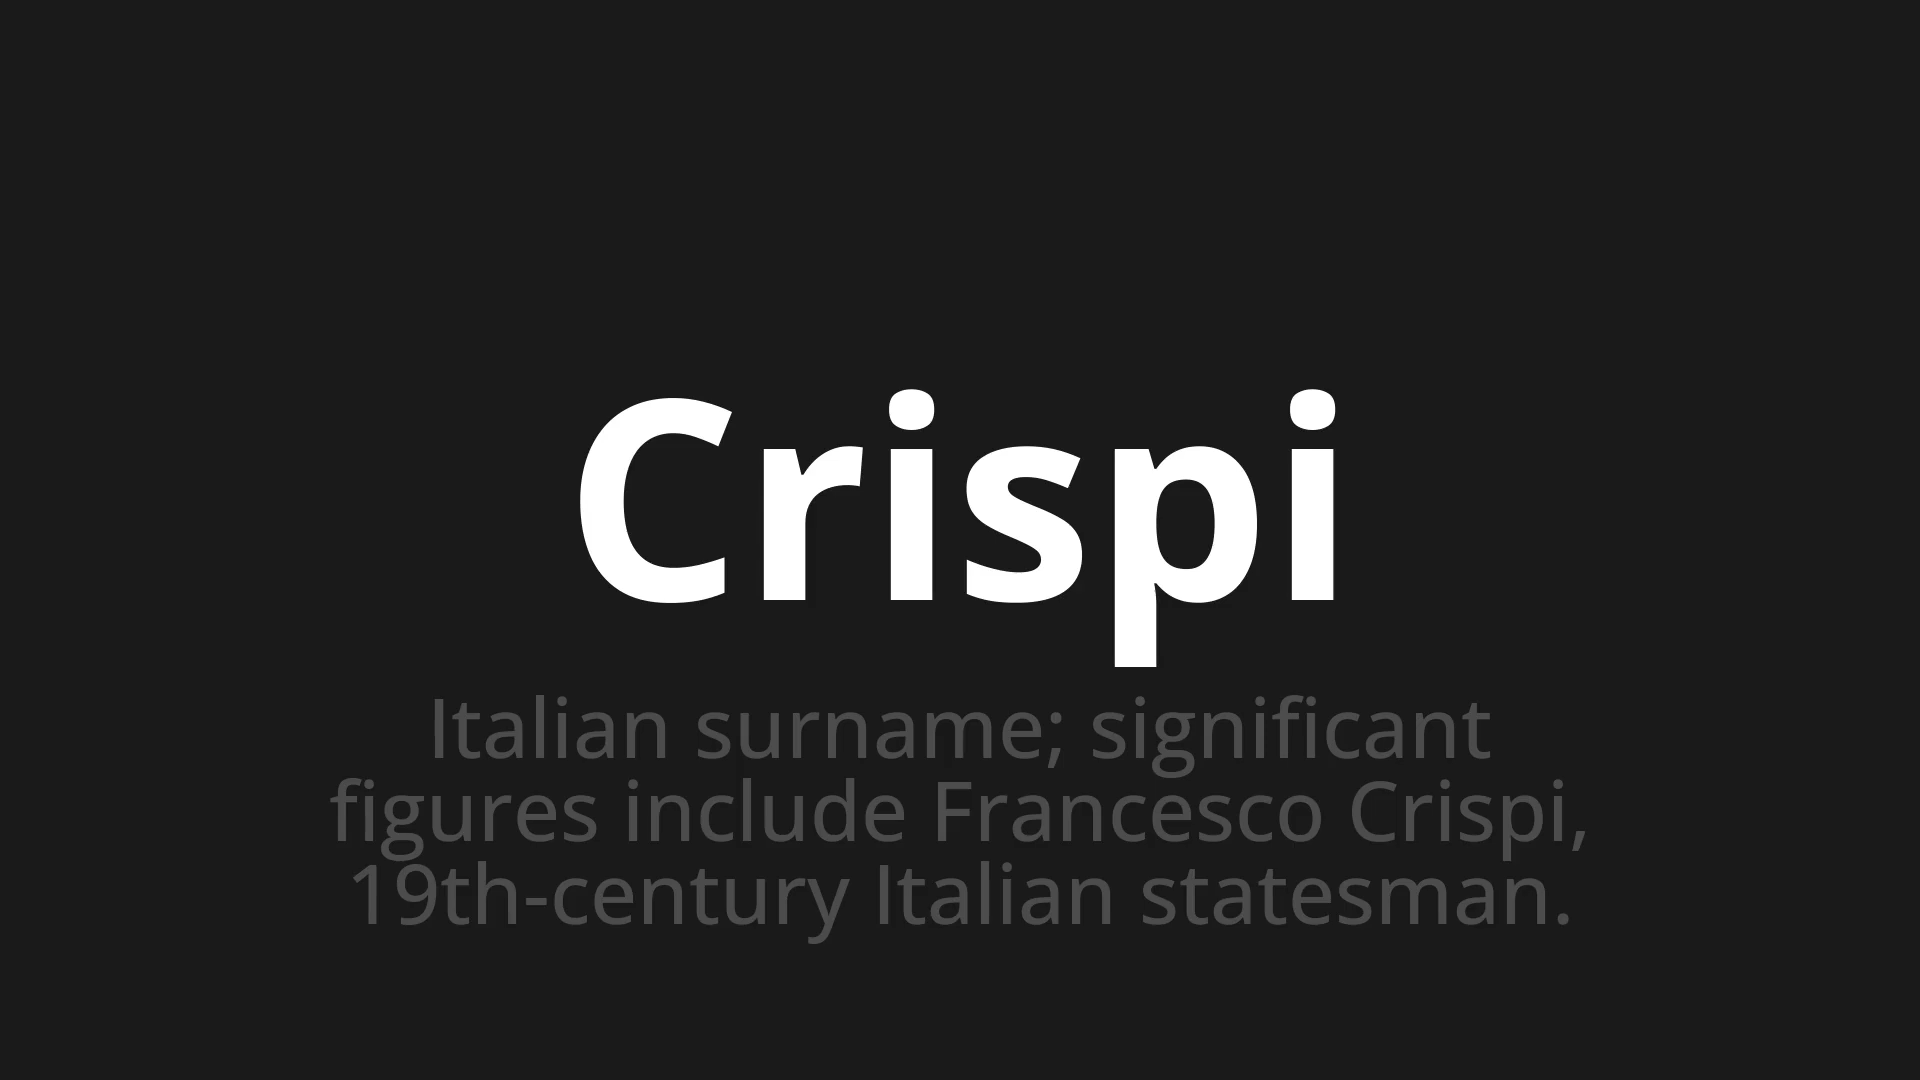 Crispi
Italian surname; significant
figures include Francesco Crispi,
19th-century Italian statesman.